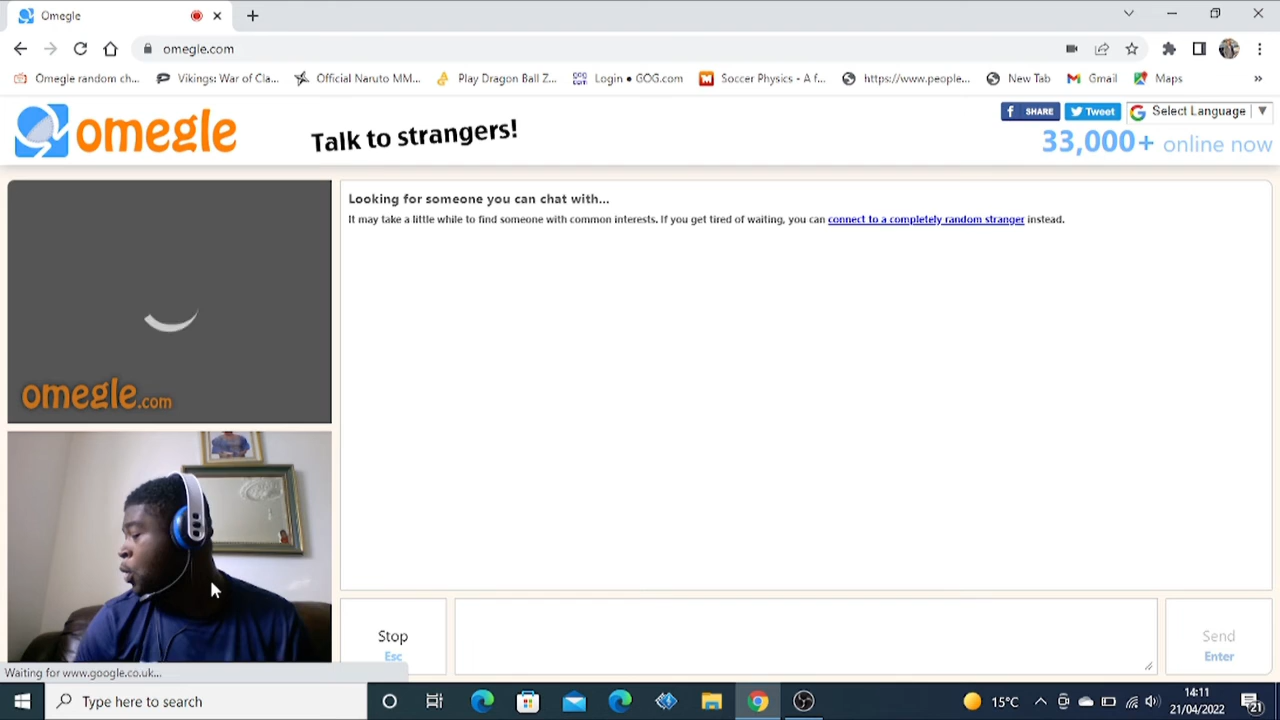 Omegle
omegle.com
Omegle random ch...
Vikings: War of Cla...
Official Naruto MM...
Play Dragon Ball Z...
Login ● GOG.com
Soccer Physics - A f...
https://www.people...
New Tab
Gmail
Maps
»
omegle
Talk to strangers!
SHARE
Tweet
Select Language
33,000+ online now
Looking for someone you can chat with...
It may take a little while to find someone with common interests. If you get tired of waiting, you can connect to a completely random stranger instead.
omegle.com
Stop
Esc
Send
Enter
Waiting for www.google.co.uk...
Type here to search
15°C
14:11
21/04/2022
21